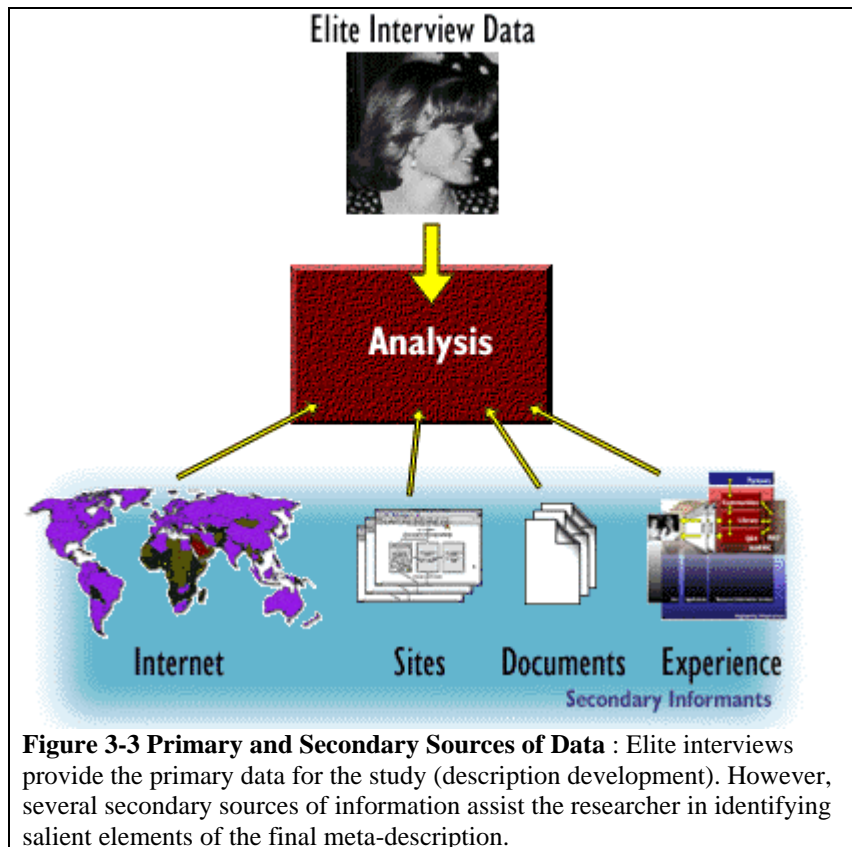 Elite Interview Data
Analysis
Internet Sites Documents Experience
Secondary Informants
Figure 3-3 Primary and Secondary Sources of Data : Elite interviews
provide the primary data for the study (description development). However,
several secondary sources of information assist the researcher in identifying
salient elements of the final meta-description.